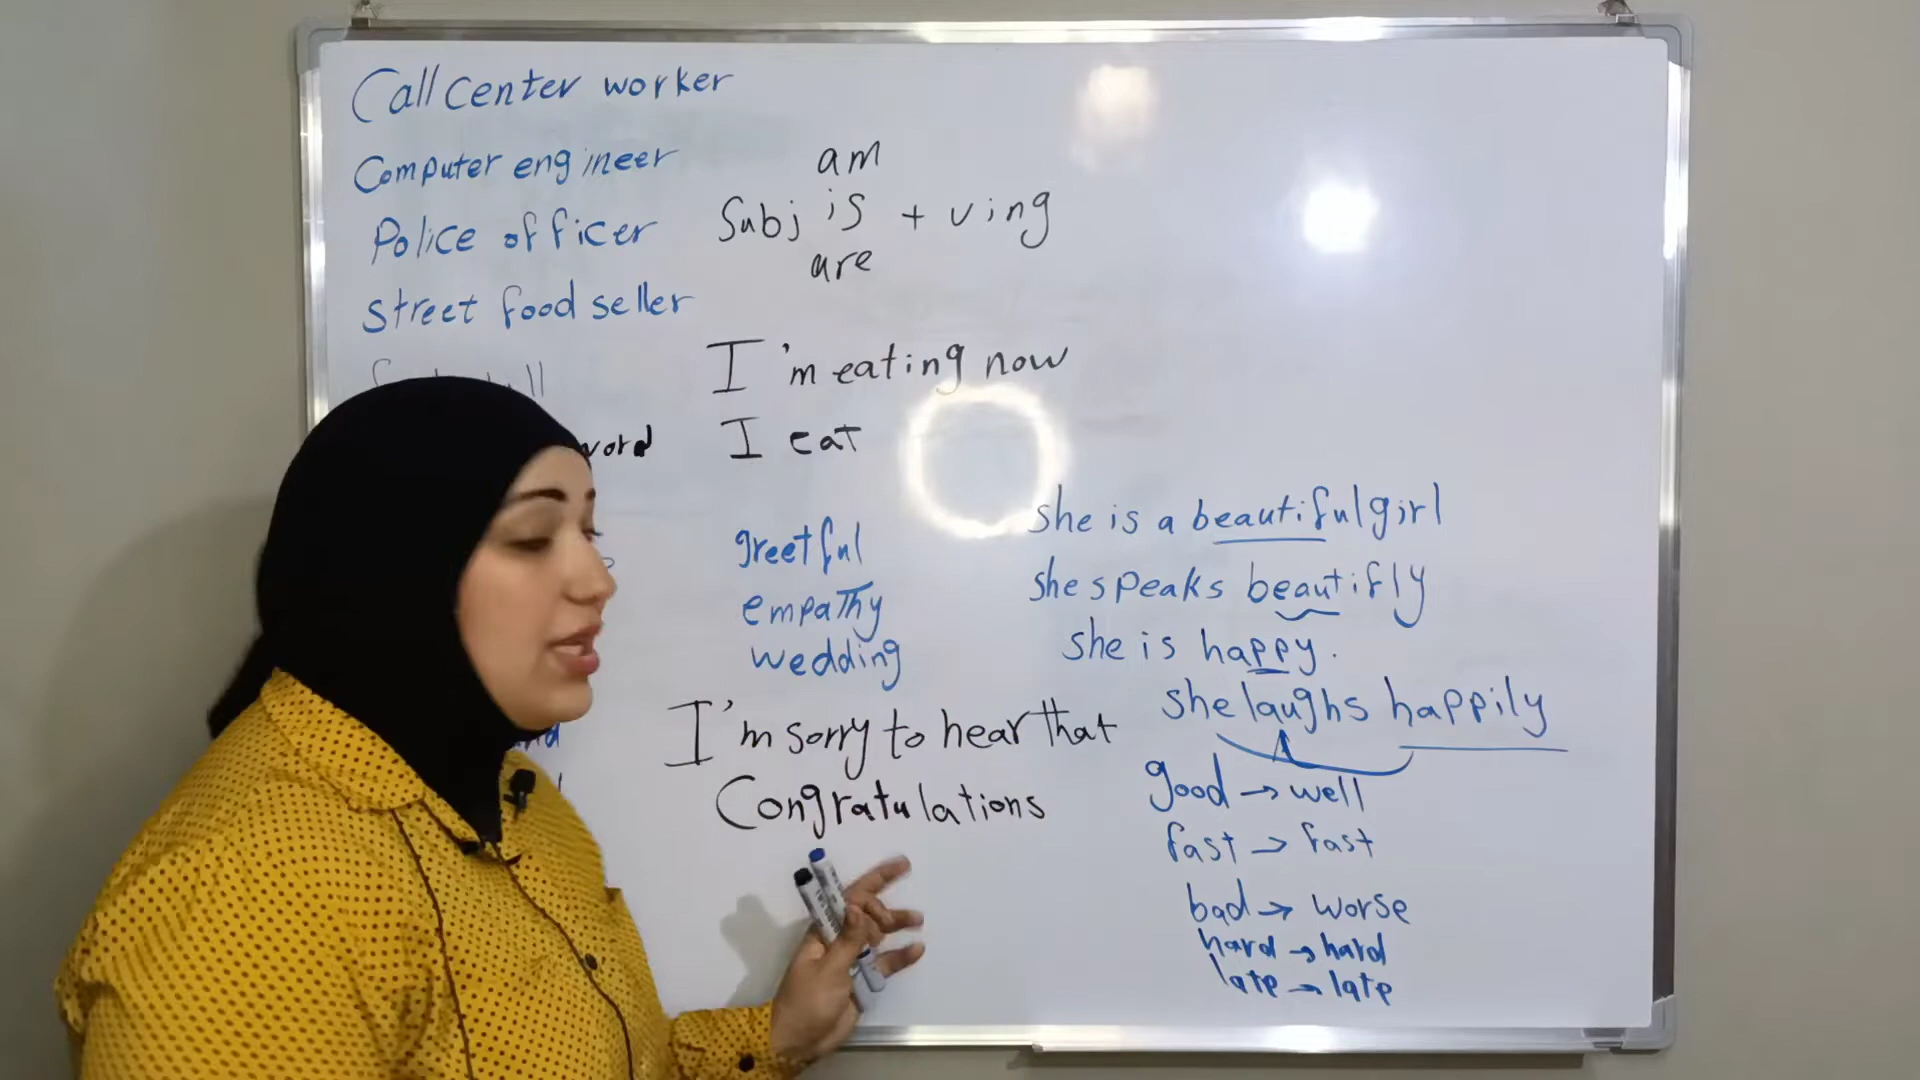 Call Center worker
Computer engineer
Police officer
Street food seller
word
am
Subj is + ving
are
I'm eating now
I eat
greetful
empathy
wedding
I'm sorry to hear that
Congratulations
she is a beautiful girl
she speaks beautifly
she is happy.
she laughs happily
good → well
fast → fast
bad → worse
hard → hard
late → late